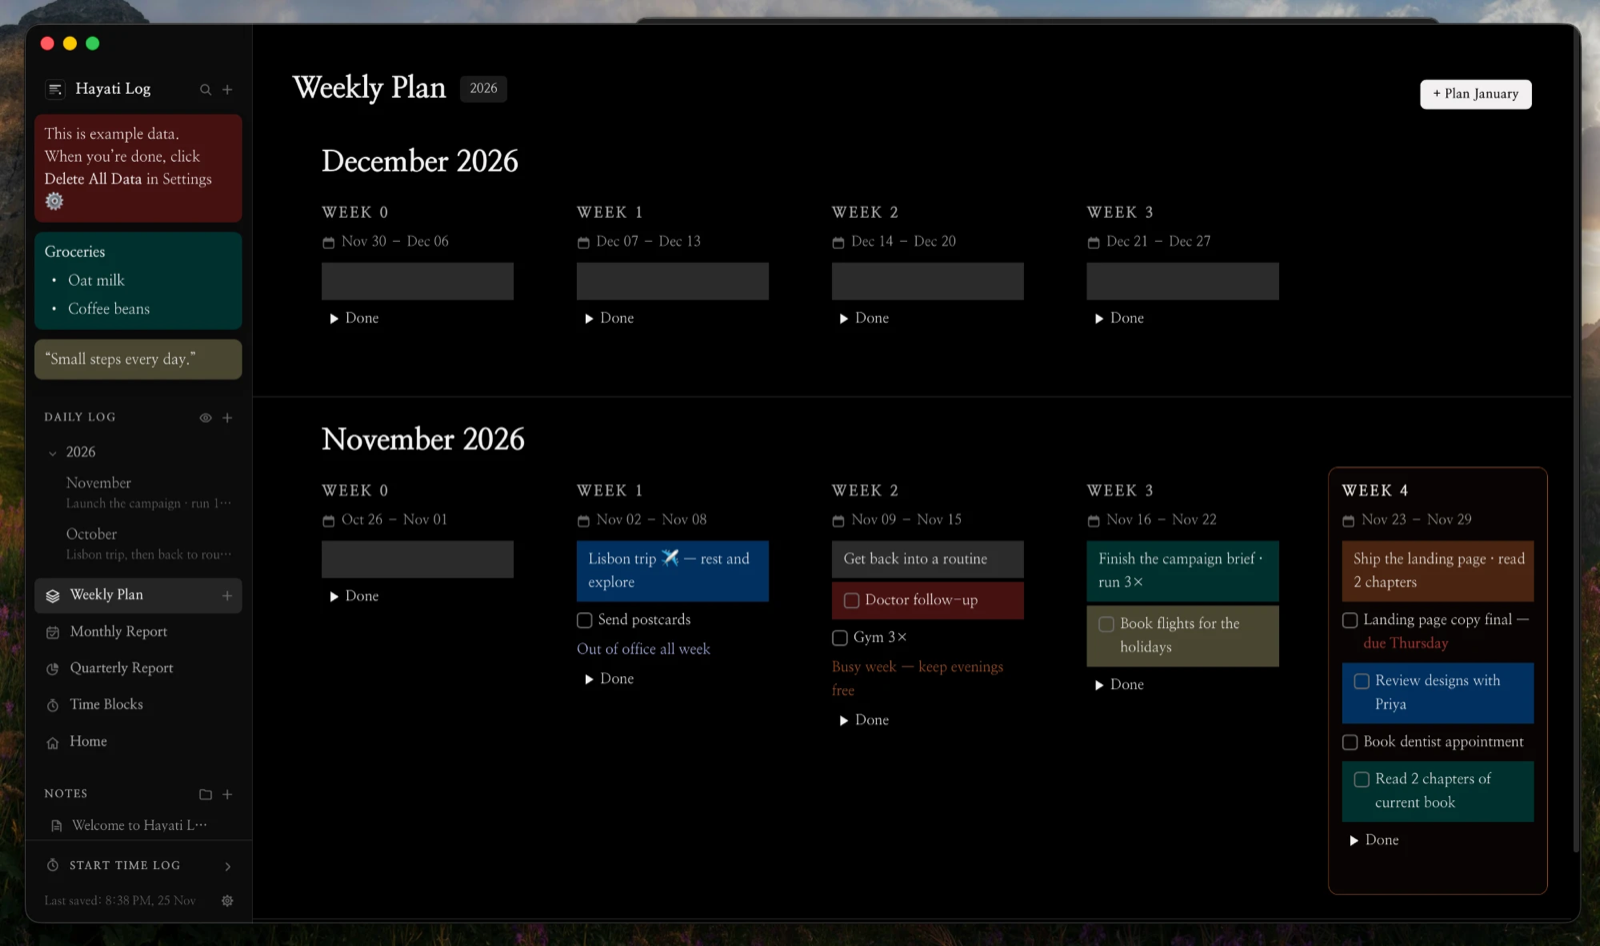 Hayati Log
This is example data.
When you're done, click
Delete All Data in Settings
⚙️
Groceries
• Oat milk
• Coffee beans
“Small steps every day.”
DAILY LOG
2026
November
Launch the campaign · run 1···
October
Lisbon trip, then back to rou···
Weekly Plan
Monthly Report
Quarterly Report
Time Blocks
Home
NOTES
Welcome to Hayati L···
START TIME LOG
Last saved: 8:38 PM, 25 Nov
Weekly Plan 2026
+ Plan January
December 2026
WEEK 0
Nov 30 – Dec 06
Done
WEEK 1
Dec 07 – Dec 13
Done
WEEK 2
Dec 14 – Dec 20
Done
WEEK 3
Dec 21 – Dec 27
Done
November 2026
WEEK 0
Oct 26 – Nov 01
Done
WEEK 1
Nov 02 – Nov 08
Lisbon trip ✈️ — rest and
explore
Send postcards
Out of office all week
Done
WEEK 2
Nov 09 – Nov 15
Get back into a routine
Doctor follow-up
Gym 3×
Busy week — keep evenings
free
Done
WEEK 3
Nov 16 – Nov 22
Finish the campaign brief ·
run 3×
Book flights for the
holidays
Done
WEEK 4
Nov 23 – Nov 29
Ship the landing page · read
2 chapters
Landing page copy final —
due Thursday
Review designs with
Priya
Book dentist appointment
Read 2 chapters of
current book
Done